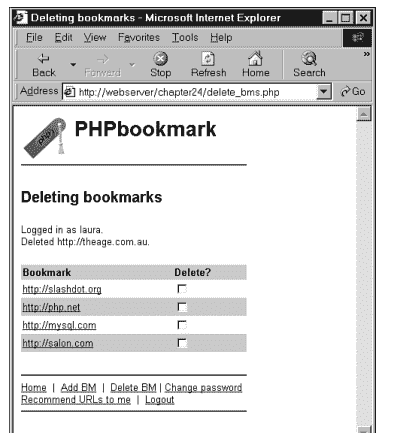 Deleting bookmarks - Microsoft Internet Explorer
File Edit View Favorites Tools Help
Back Forward Stop Refresh Home Search »
Address http://webserver/chapter24/delete_bms.php Go
PHPbookmark
Deleting bookmarks
Logged in as laura.
Deleted http://theage.com.au.
Bookmark Delete?
http://slashdot.org
http://php.net
http://mysql.com
http://salon.com
Home | Add BM | Delete BM | Change password
Recommend URLs to me | Logout